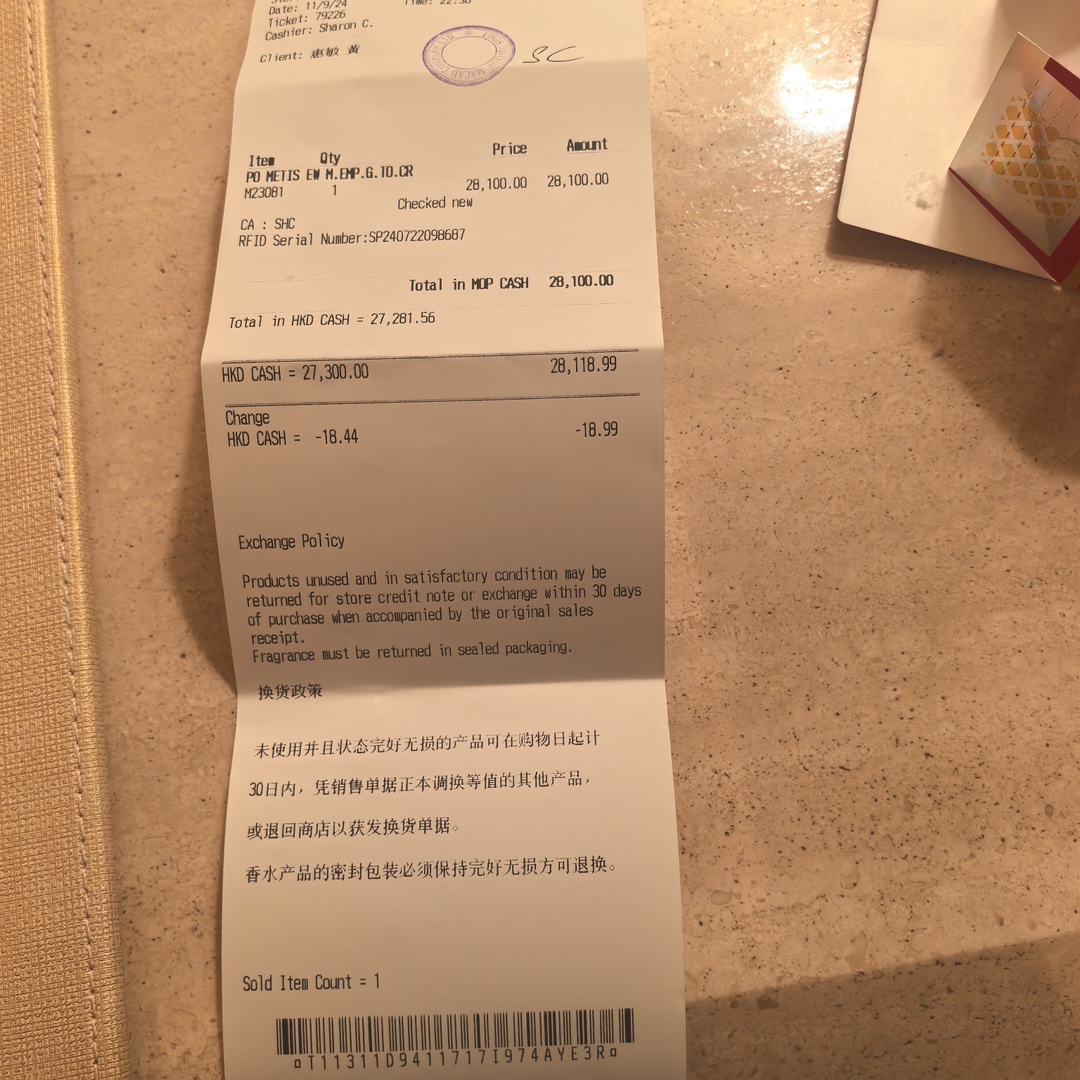 Date: 11/9/24
Ticket: 79226
Cashier: Sharon C.
Client: 惠敏 黄
SC
Item Qty Price Amount
PO METIS EW M.EMP.G.TO.CR
M23081 1 28,100.00 28,100.00
Checked new
CA : SHC
RFID Serial Number:SP240722098687
Total in MOP CASH 28,100.00
Total in HKD CASH = 27,281.56
HKD CASH = 27,300.00 28,118.99
Change
HKD CASH = -18.44 -18.99
Exchange Policy
Products unused and in satisfactory condition may be
returned for store credit note or exchange within 30 days
of purchase when accompanied by the original sales
receipt.
Fragrance must be returned in sealed packaging.
换货政策
未使用并且状态完好无损的产品可在购物日起计
30日内，凭销售单据正本调换等值的其他产品，
或退回商店以获发换货单据。
香水产品的密封包装必须保持完好无损方可退换。
Sold Item Count = 1
¤T11311D9411717I974AYE3R¤